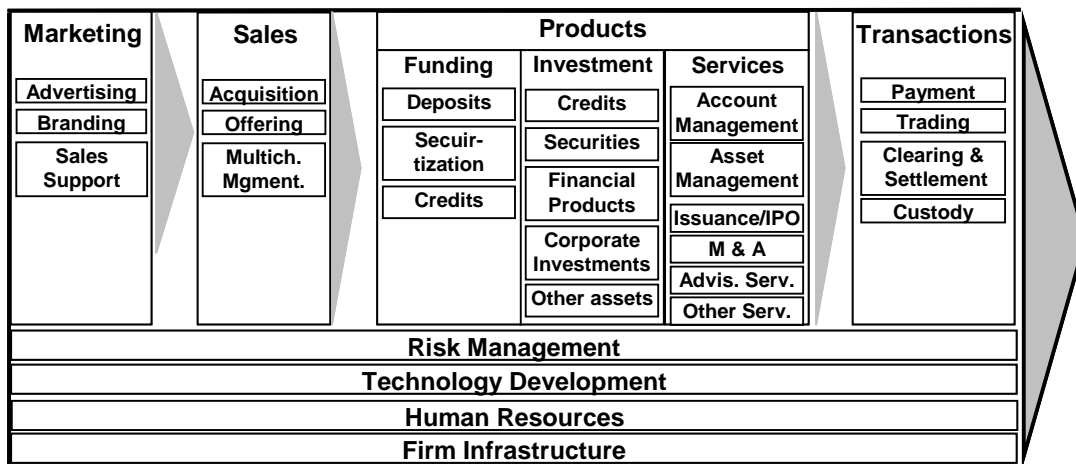 Marketing
Advertising
Branding
Sales
Support
Sales
Acquisition
Offering
Multich.
Mgment.
Products
Funding
Deposits
Secuir-
tization
Credits
Investment
Credits
Securities
Financial
Products
Corporate
Investments
Other assets
Services
Account
Management
Asset
Management
Issuance/IPO
M & A
Advis. Serv.
Other Serv.
Transactions
Payment
Trading
Clearing &
Settlement
Custody
Risk Management
Technology Development
Human Resources
Firm Infrastructure